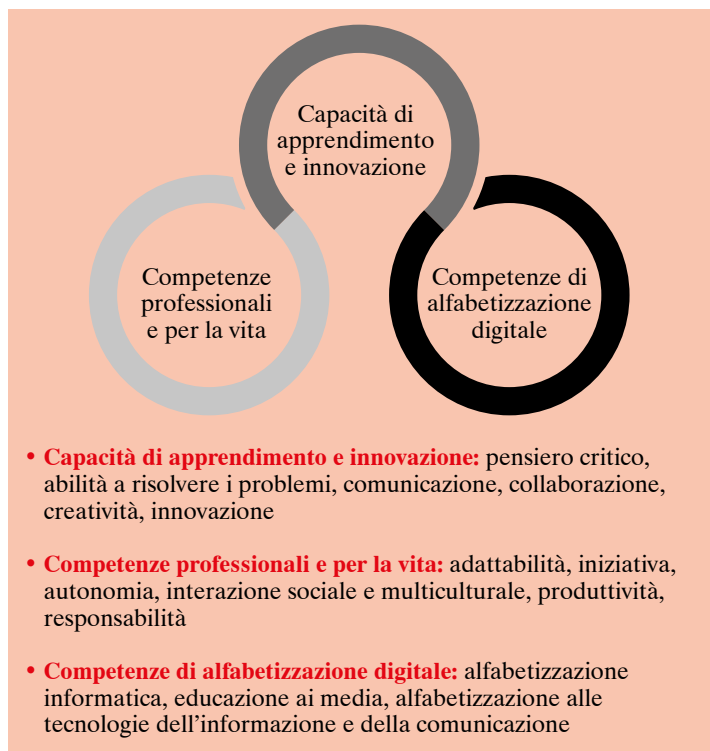 Capacità di
apprendimento
e innovazione
Competenze
professionali
e per la vita
Competenze di
alfabetizzazione
digitale
• Capacità di apprendimento e innovazione: pensiero critico,
abilità a risolvere i problemi, comunicazione, collaborazione,
creatività, innovazione
• Competenze professionali e per la vita: adattabilità, iniziativa,
autonomia, interazione sociale e multiculturale, produttività,
responsabilità
• Competenze di alfabetizzazione digitale: alfabetizzazione
informatica, educazione ai media, alfabetizzazione alle
tecnologie dell'informazione e della comunicazione